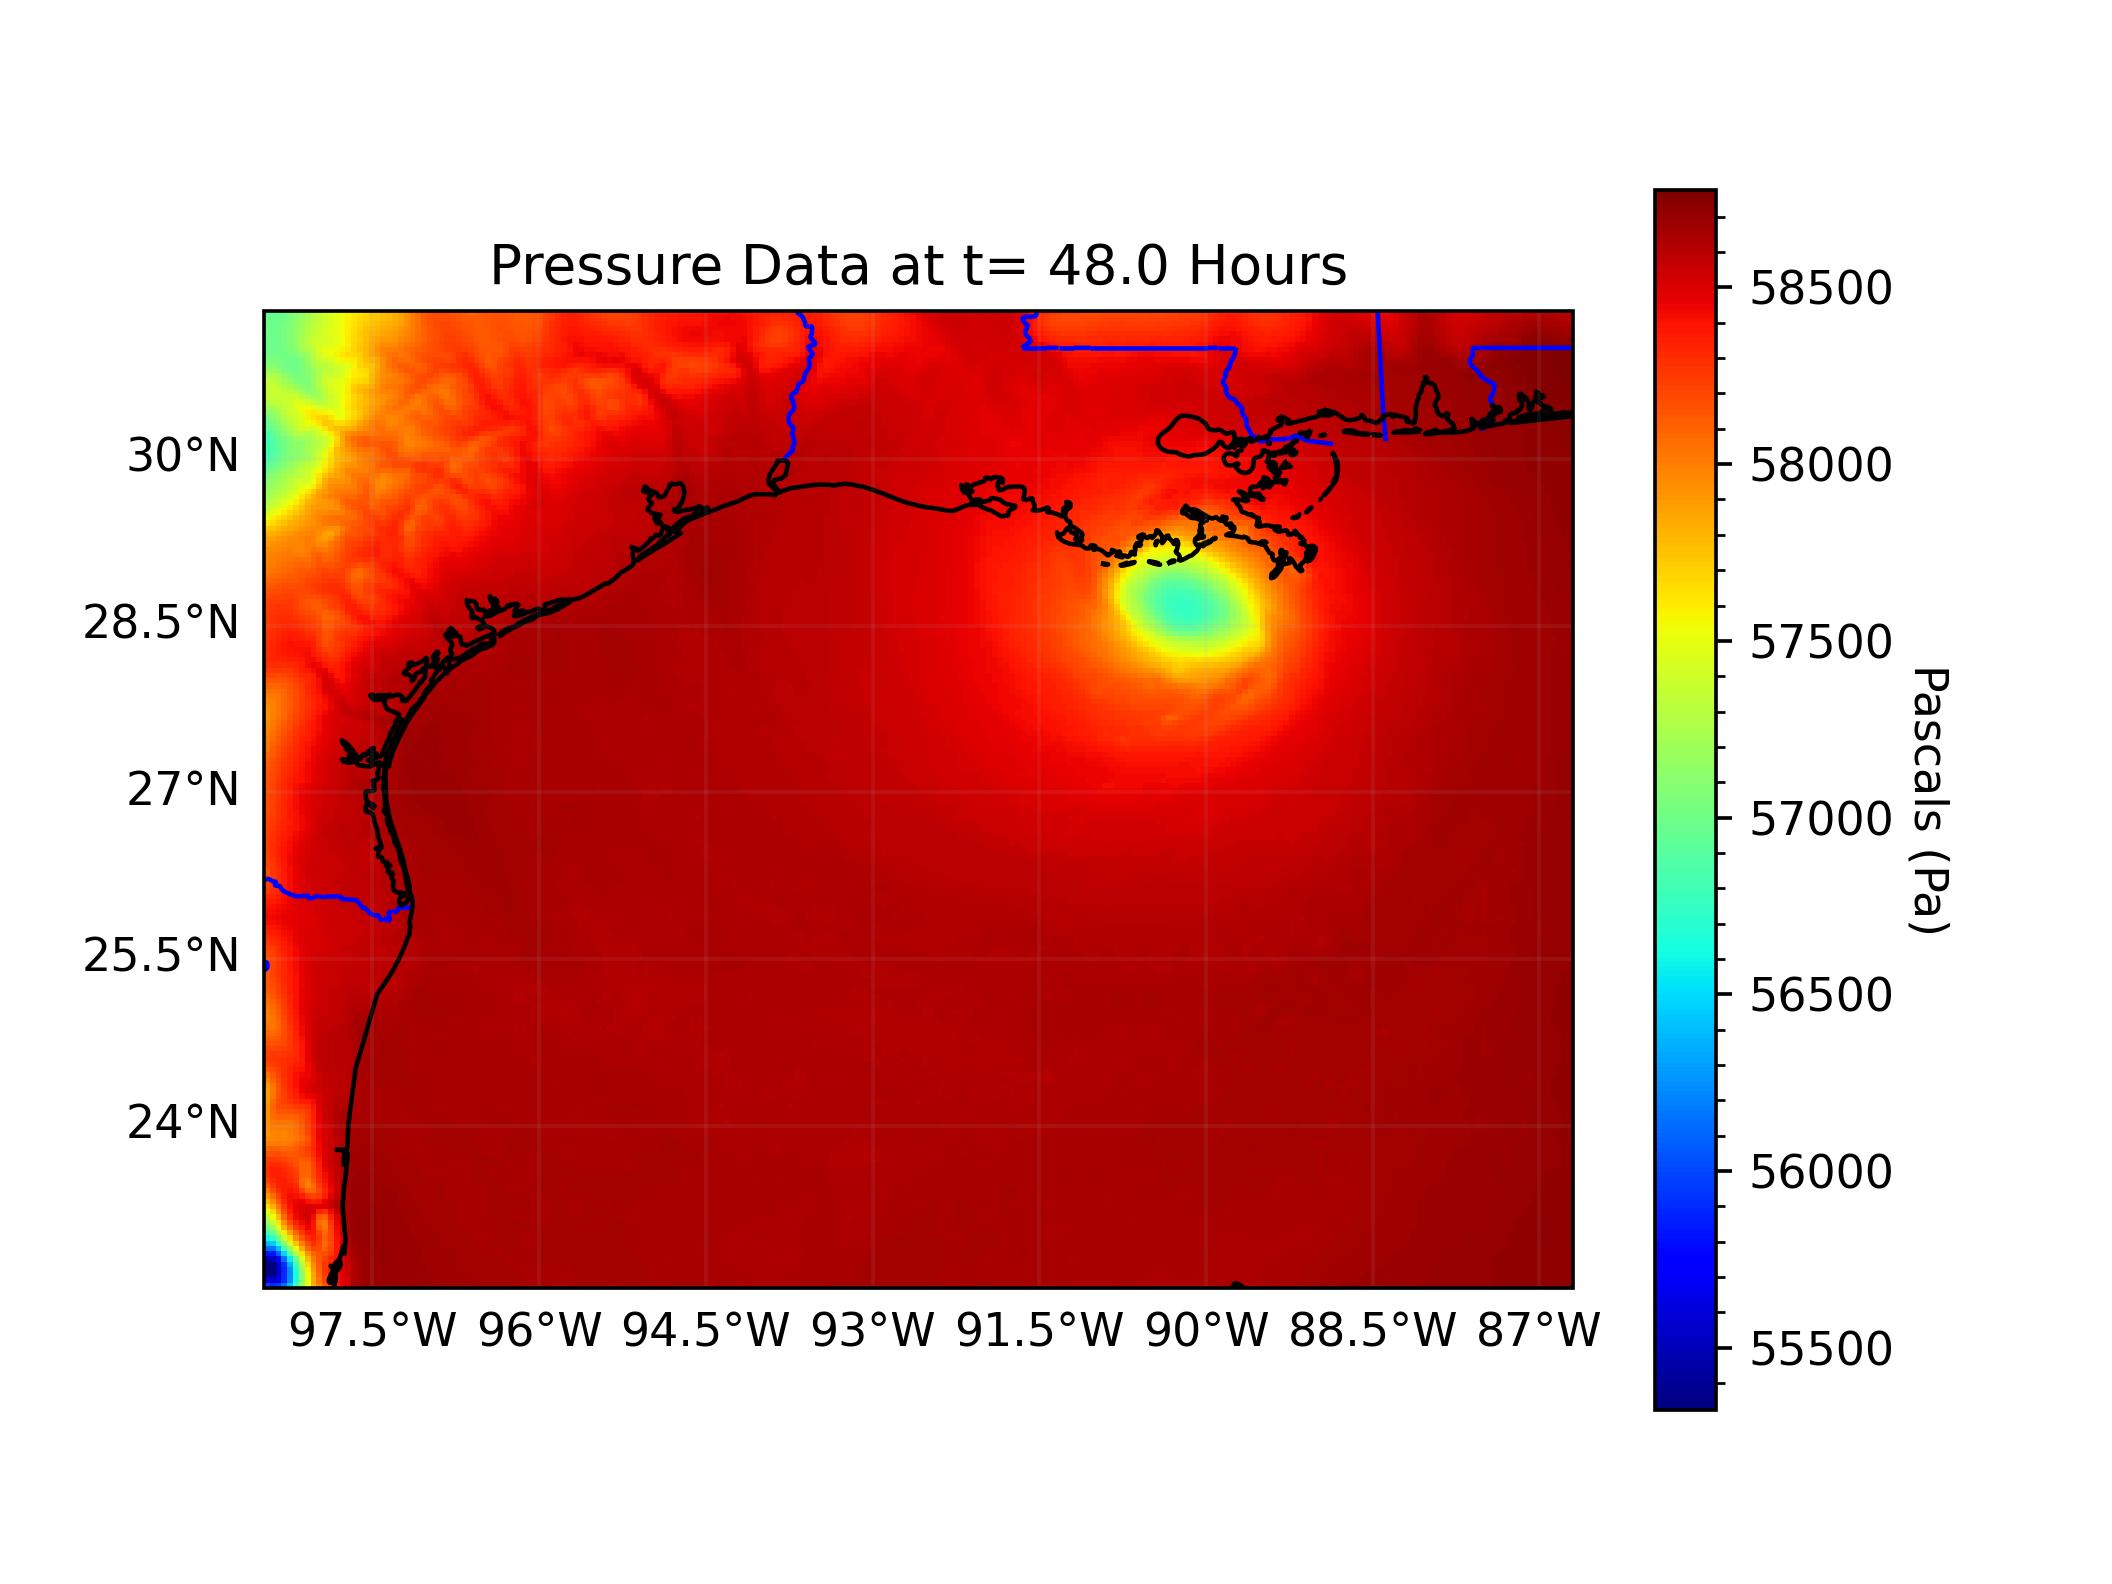 Pressure Data at t= 48.0 Hours
30°N
28.5°N
27°N
25.5°N
24°N
97.5°W 96°W 94.5°W 93°W 91.5°W 90°W 88.5°W 87°W
58500
58000
57500
57000
56500
56000
55500
Pascals (Pa)